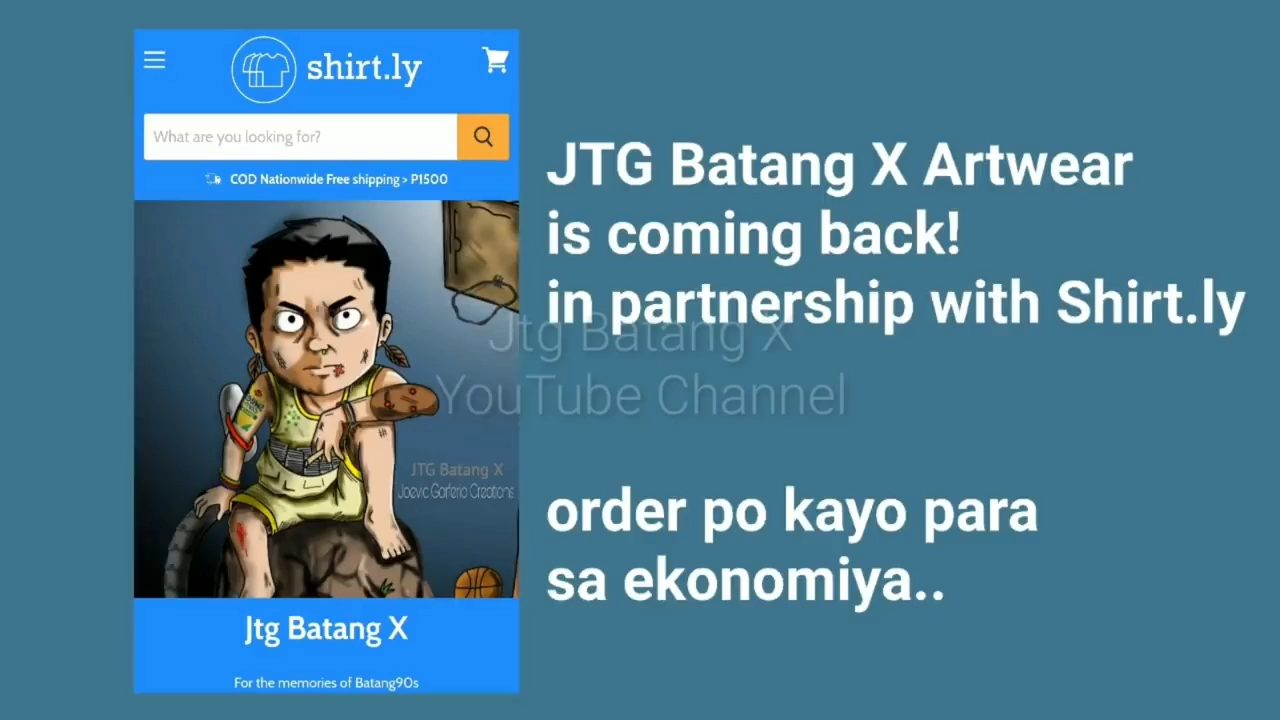 shirt.ly
What are you looking for?
COD Nationwide Free shipping > P1500
JTG Batang X
Joevic Garferio Creations
Jtg Batang X
For the memories of Batang90s
JTG Batang X Artwear
is coming back!
in partnership with Shirt.ly
Jtg Batang X
YouTube Channel
order po kayo para
sa ekonomiya..